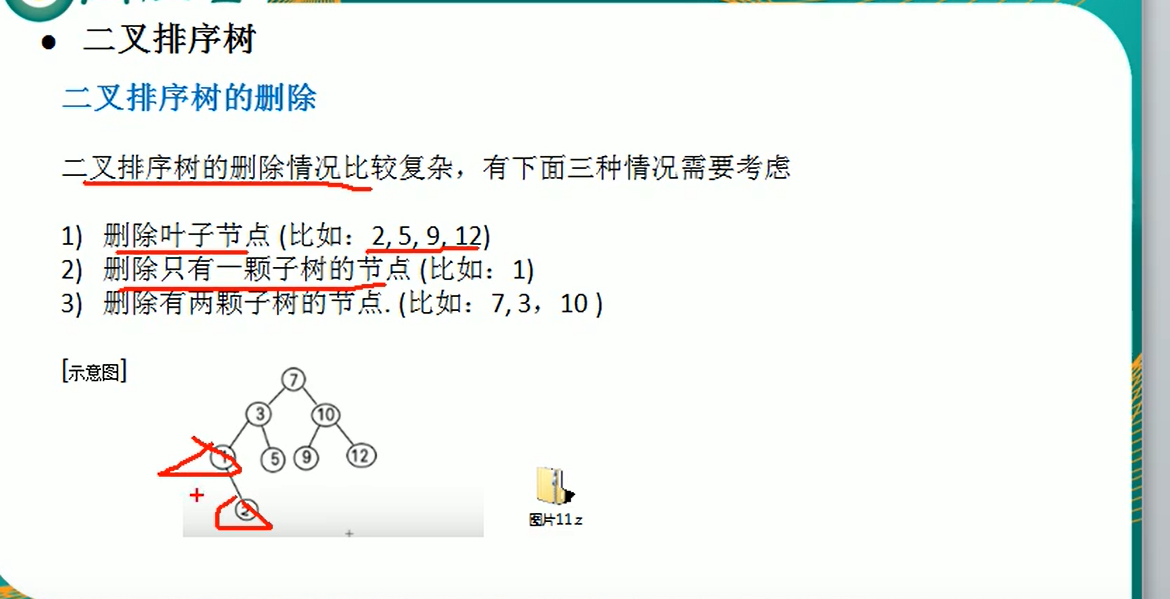 二叉排序树
二叉排序树的删除
二叉排序树的删除情况比较复杂，有下面三种情况需要考虑
1) 删除叶子节点 (比如：2, 5, 9, 12)
2) 删除只有一颗子树的节点 (比如：1)
3) 删除有两颗子树的节点. (比如：7, 3，10 )
[示意图]
7
3 10
1 5 9 12
2
图片11.z